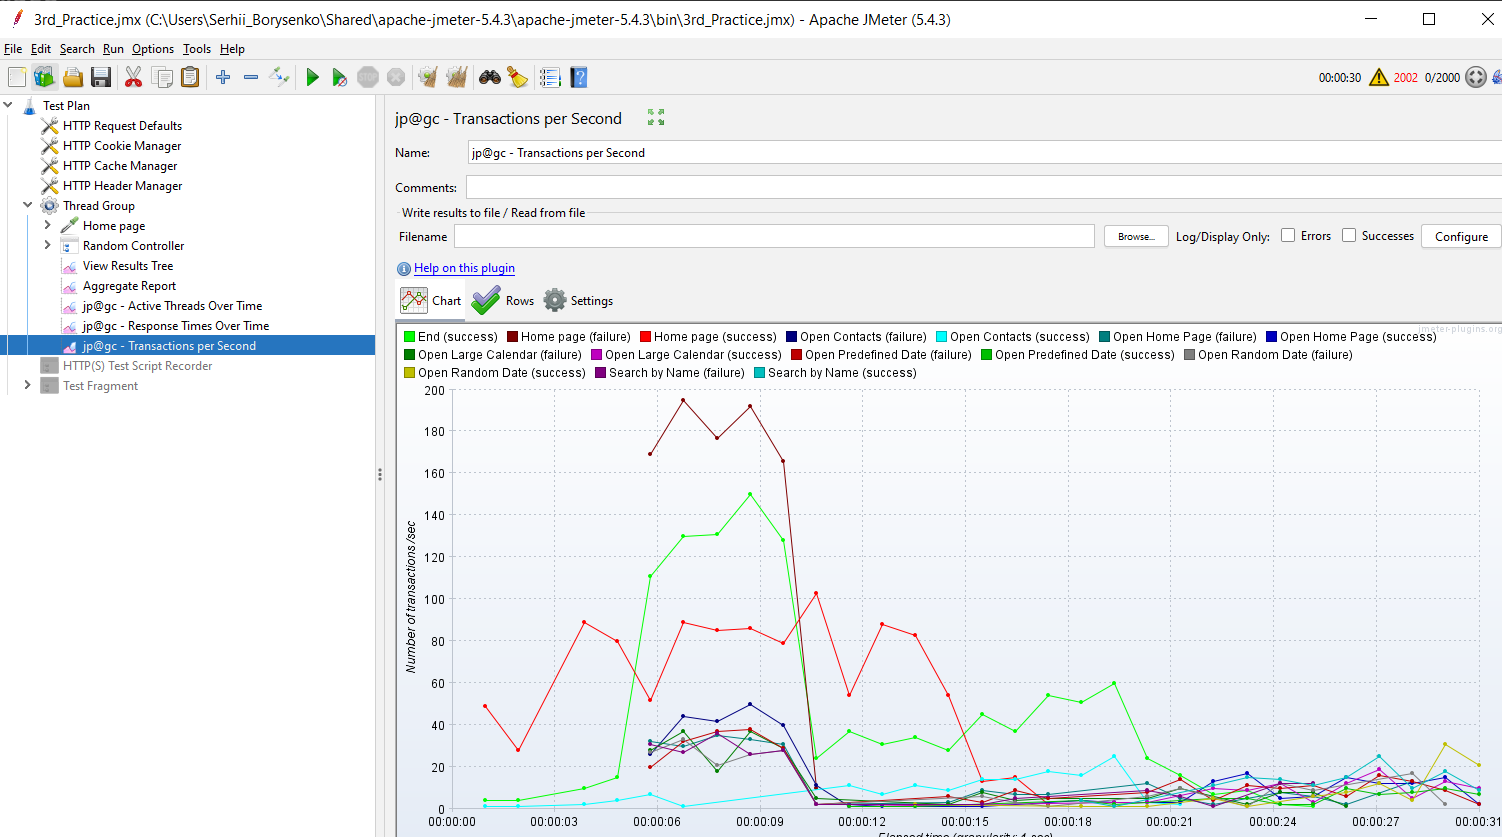 3rd_Practice.jmx (C:\Users\Serhii_Borysenko\Shared\apache-jmeter-5.4.3\apache-jmeter-5.4.3\bin\3rd_Practice.jmx) - Apache JMeter (5.4.3)
File Edit Search Run Options Tools Help
STOP 00:00:30 2002 0/2000
Test Plan
HTTP Request Defaults
HTTP Cookie Manager
HTTP Cache Manager
HTTP Header Manager
Thread Group
Home page
Random Controller
View Results Tree
Aggregate Report
jp@gc - Active Threads Over Time
jp@gc - Response Times Over Time
jp@gc - Transactions per Second
HTTP(S) Test Script Recorder
Test Fragment
jp@gc - Transactions per Second
Name: jp@gc - Transactions per Second
Comments:
Write results to file / Read from file
Filename Browse... Log/Display Only: Errors Successes Configure
Help on this plugin
Chart Rows Settings
jmeter-plugins.org
End (success) Home page (failure) Home page (success) Open Contacts (failure) Open Contacts (success) Open Home Page (failure) Open Home Page (success)
Open Large Calendar (failure) Open Large Calendar (success) Open Predefined Date (failure) Open Predefined Date (success) Open Random Date (failure)
Open Random Date (success) Search by Name (failure) Search by Name (success)
200
180
160
140
120
100
80
60
40
20
0
Number of transactions /sec
00:00:00 00:00:03 00:00:06 00:00:09 00:00:12 00:00:15 00:00:18 00:00:21 00:00:24 00:00:27 00:00:31
Elapsed time (granularity: 1 sec)